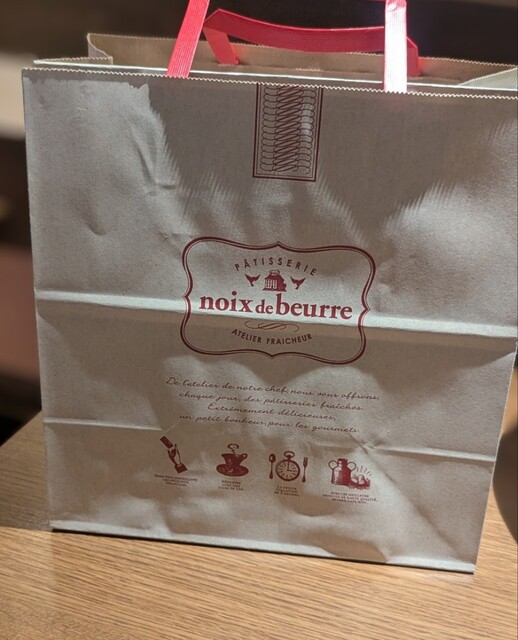 PÂTISSERIE
noix de beurre
ATELIER FRAICHEUR
De l'atelier de notre chef, nous vous offrons,
chaque jour, des pâtisseries fraîches.
Extrêmement délicieuses,
un petit bonheur pour les gourmets.